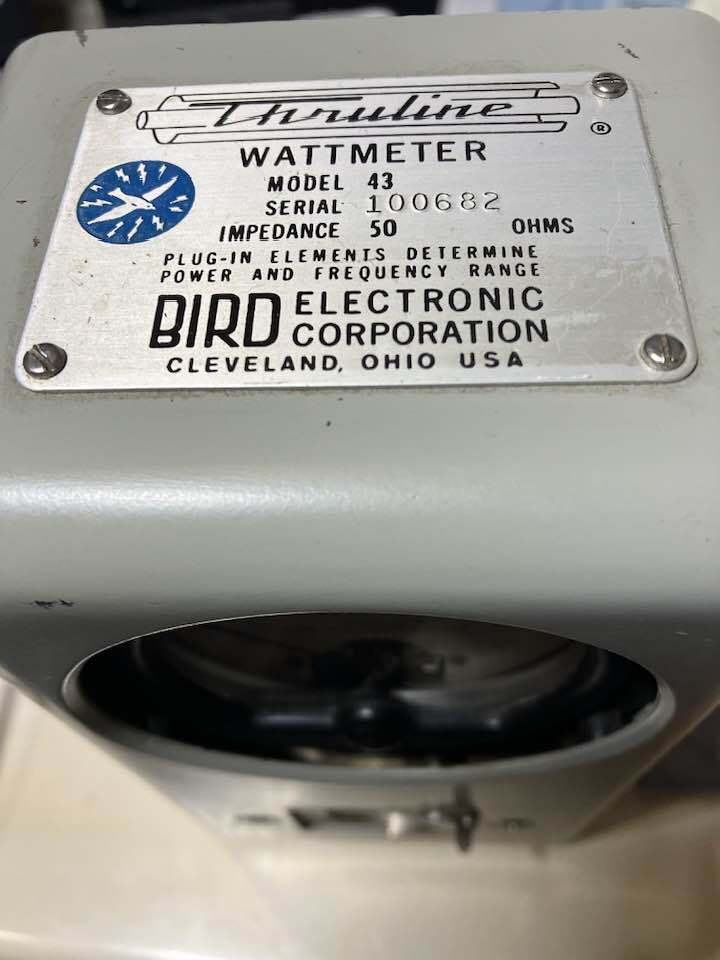 Thruline
®
WATTMETER
MODEL 43
SERIAL 100682
IMPEDANCE 50 OHMS
PLUG-IN ELEMENTS DETERMINE
POWER AND FREQUENCY RANGE
BIRD ELECTRONIC
CORPORATION
CLEVELAND, OHIO USA